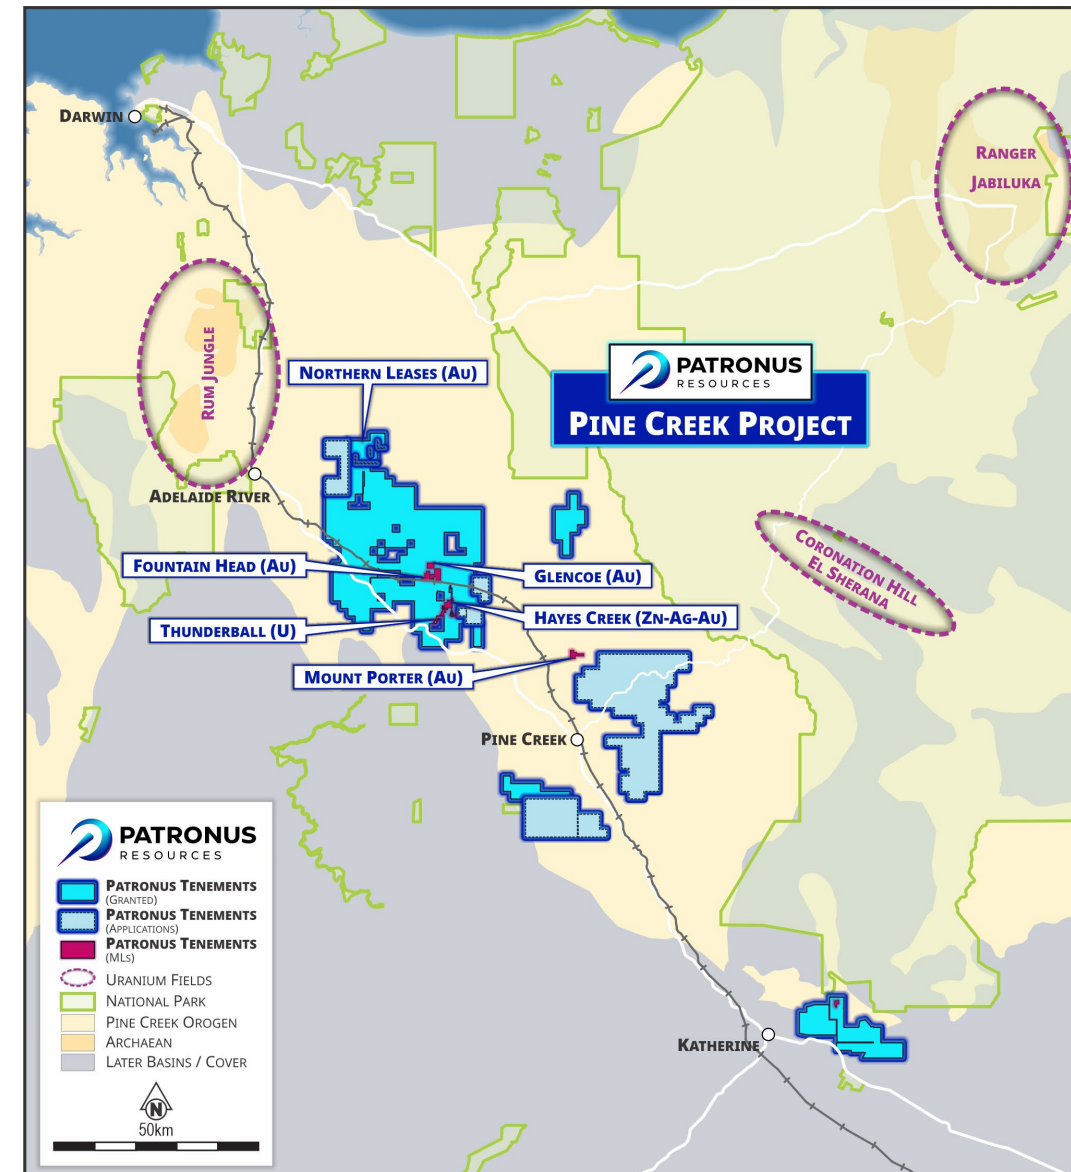 DARWIN
RANGER
JABILUKA
RUM JUNGLE
NORTHERN LEASES (AU)
PATRONUS
RESOURCES
PINE CREEK PROJECT
ADELAIDE RIVER
CORONATION HILL
EL SHERANA
FOUNTAIN HEAD (AU)
GLENCOE (AU)
HAYES CREEK (ZN-AG-AU)
THUNDERBALL (U)
MOUNT PORTER (AU)
PINE CREEK
KATHERINE
PATRONUS
RESOURCES
PATRONUS TENEMENTS
(GRANTED)
PATRONUS TENEMENTS
(APPLICATIONS)
PATRONUS TENEMENTS
(MLs)
URANIUM FIELDS
NATIONAL PARK
PINE CREEK OROGEN
ARCHAEAN
LATER BASINS / COVER
N
50km